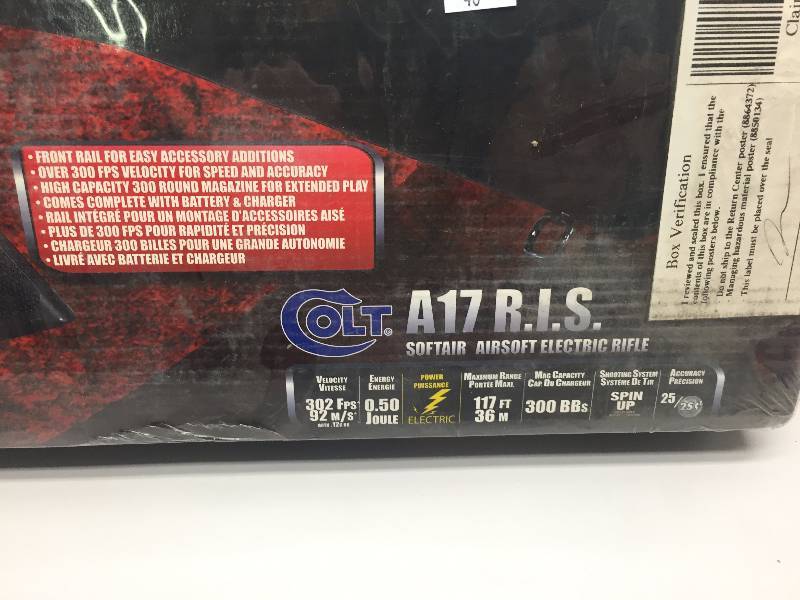 • FRONT RAIL FOR EASY ACCESSORY ADDITIONS
• OVER 300 FPS VELOCITY FOR SPEED AND ACCURACY
• HIGH CAPACITY 300 ROUND MAGAZINE FOR EXTENDED PLAY
• COMES COMPLETE WITH BATTERY & CHARGER
• RAIL INTÉGRÉ POUR UN MONTAGE D'ACCESSOIRES AISÉ
• PLUS DE 300 FPS POUR RAPIDITÉ ET PRÉCISION
• CHARGEUR 300 BILLES POUR UNE GRANDE AUTONOMIE
• LIVRÉ AVEC BATTERIE ET CHARGEUR
COLT
A17 R.I.S.
SOFTAIR AIRSOFT ELECTRIC RIFLE
VELOCITY
VITESSE
302 FPS
92 M/S
ENERGY
ÉNERGIE
0.50
JOULE
POWER
PUISSANCE
ELECTRIC
MAXIMUM RANGE
PORTÉE MAXI.
117 FT
36 M
MAG CAPACITY
CAP. DU CHARGEUR
300 BBS
SHOOTING SYSTEM
SYSTÈME DE TIR
SPIN
UP
ACCURACY
PRÉCISION
25/
25¢
Box Verification
I reviewed and sealed this box. I ensured that the
contents of this box are in compliance with the
following posters below.
- Do not ship to the Return Center poster (8864372)
- Managing hazardous material poster (8850134)
This label must be placed over the seal